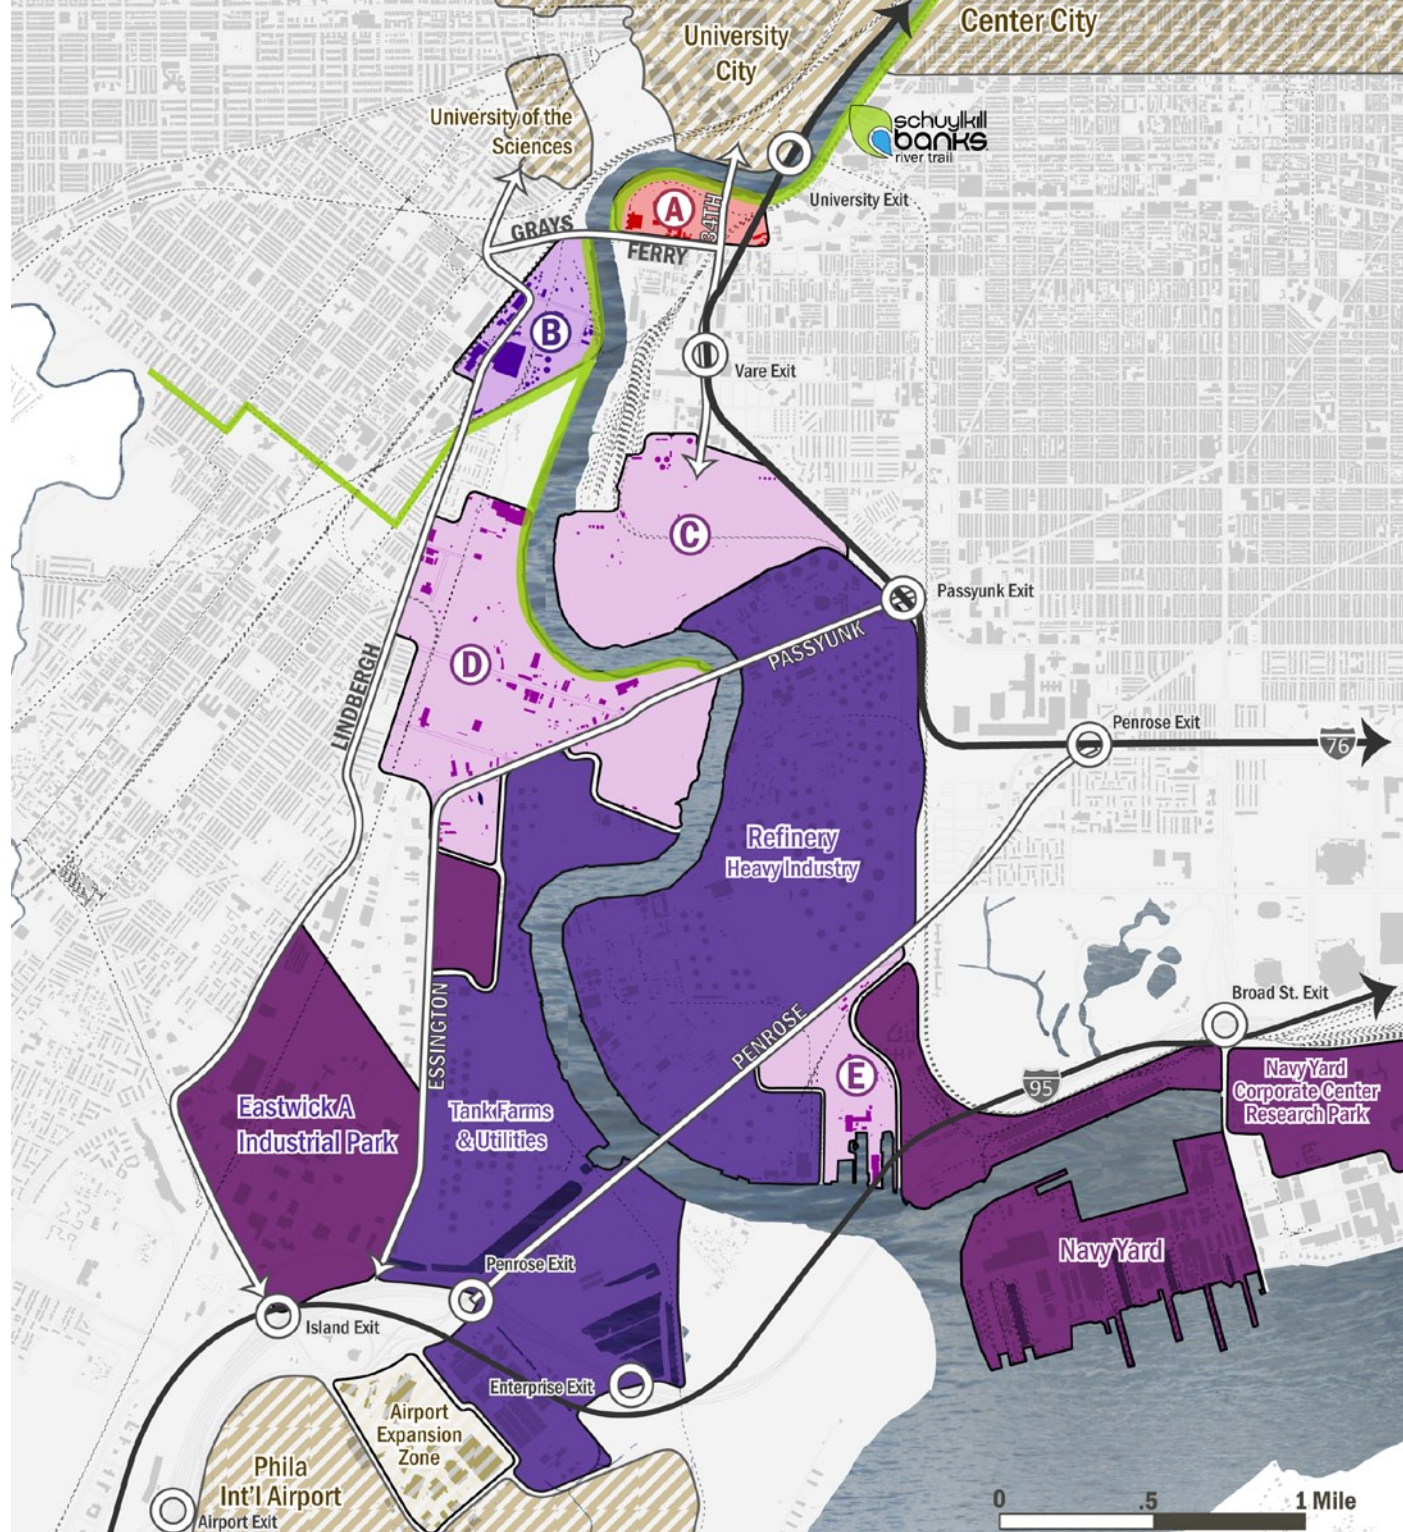 Center City
University
City
University of the
Sciences
schuylkill
banks
river trail
University Exit
A
34TH
GRAYS
FERRY
B
Vare Exit
C
Passyunk Exit
PASSYUNK
D
LINDBERGH
Penrose Exit
76
Refinery
Heavy Industry
ESSINGTON
PENROSE
Broad St. Exit
E
95
Navy Yard
Corporate Center
Research Park
Eastwick A
Industrial Park
Tank Farms
& Utilities
Navy Yard
Penrose Exit
Island Exit
Enterprise Exit
Airport
Expansion
Zone
Phila
Int'l Airport
Airport Exit
0 .5 1 Mile